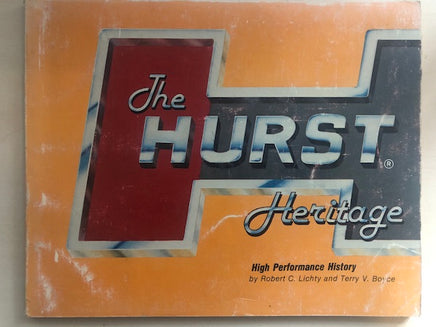 The
HURST®
Heritage
High Performance History
by Robert C. Lichty and Terry V. Boyce